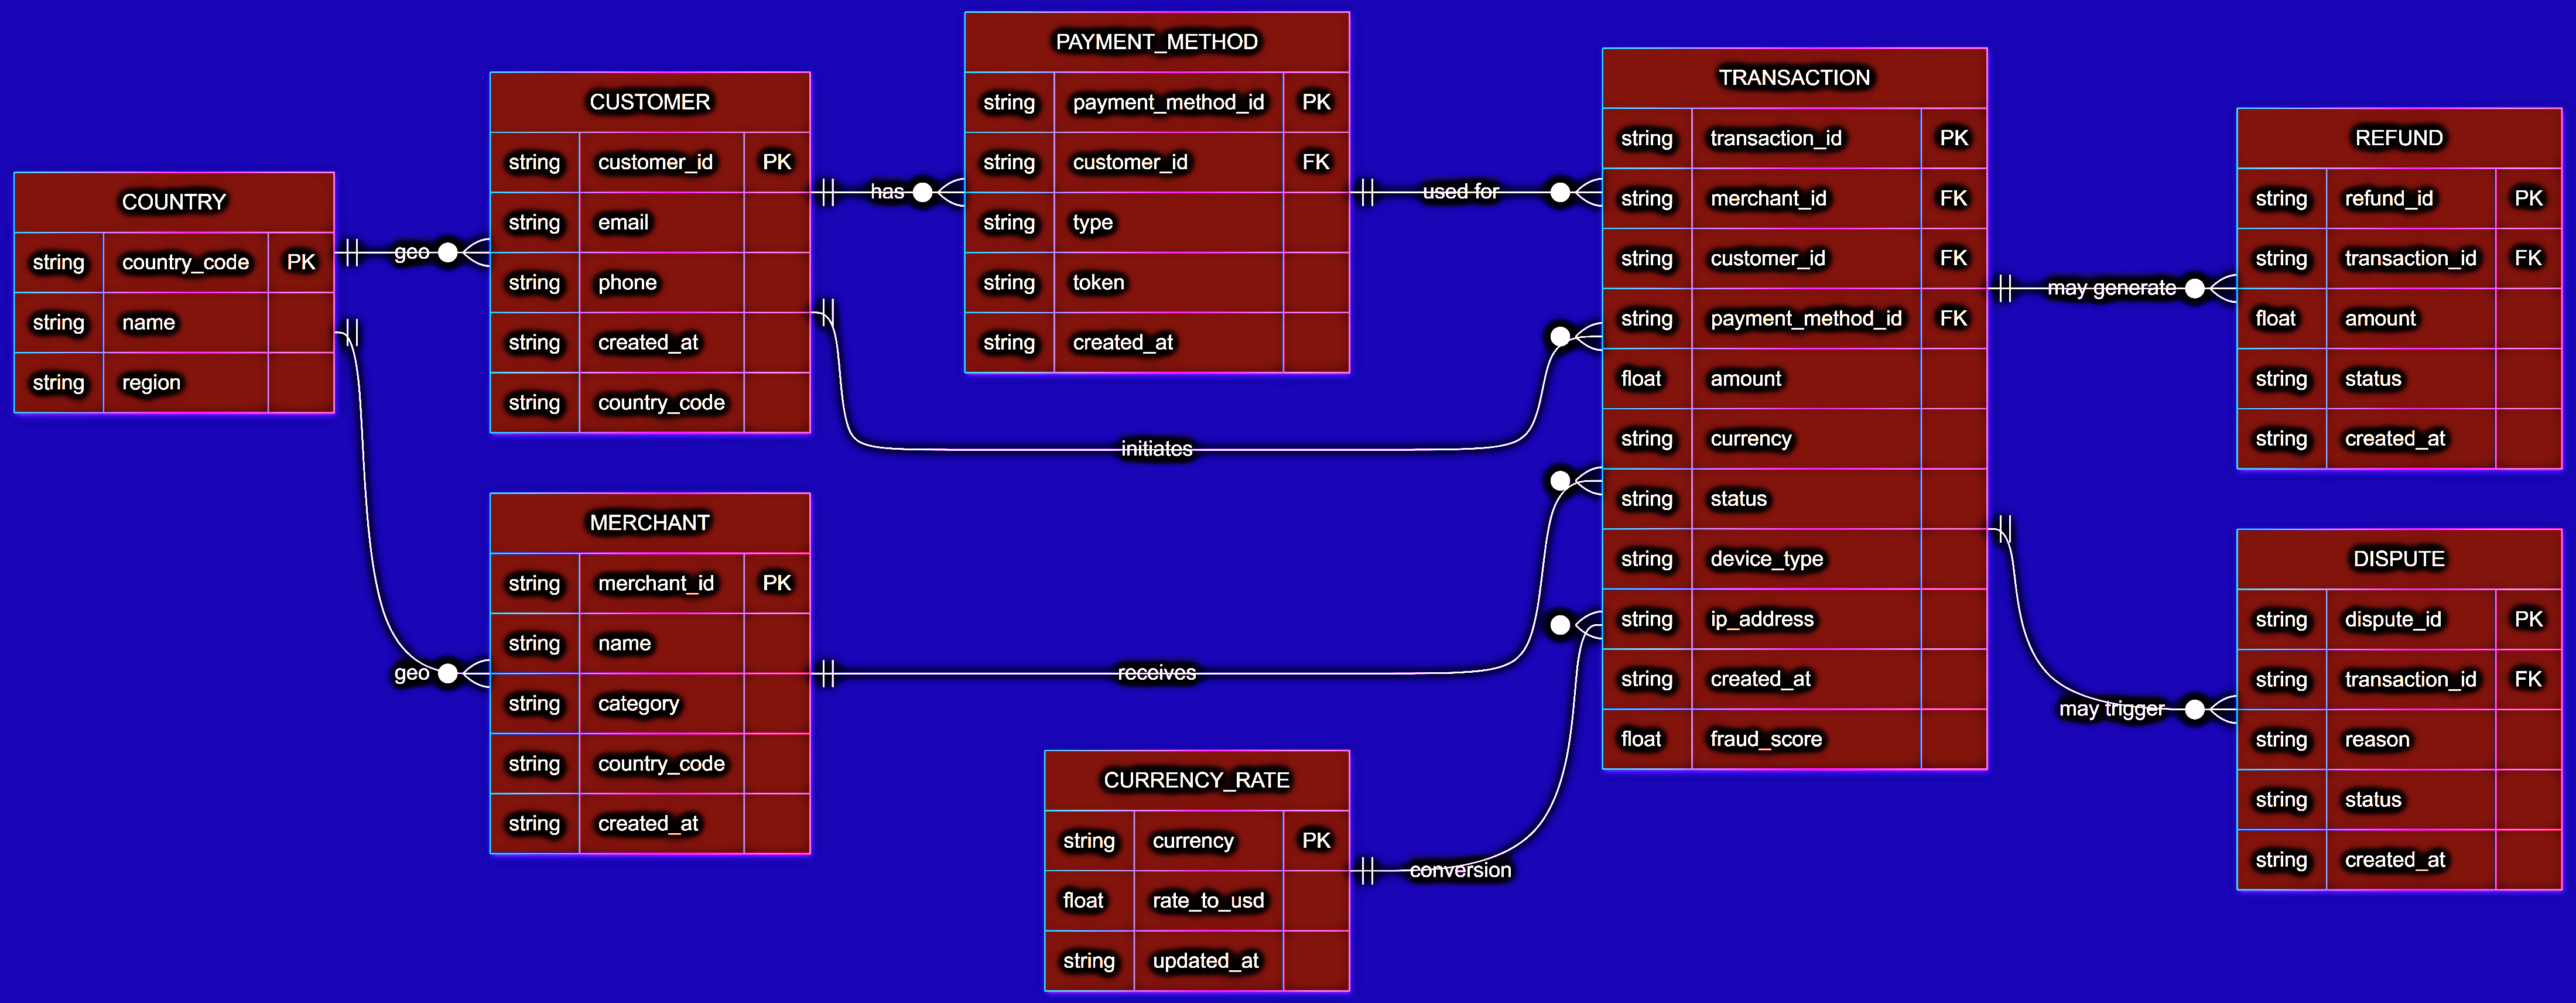 COUNTRY
string country_code PK
string name
string region
geo
geo
CUSTOMER
string customer_id PK
string email
string phone
string created_at
string country_code
MERCHANT
string merchant_id PK
string name
string category
string country_code
string created_at
has
initiates
receives
PAYMENT_METHOD
string payment_method_id PK
string customer_id FK
string type
string token
string created_at
CURRENCY_RATE
string currency PK
float rate_to_usd
string updated_at
used for
conversion
TRANSACTION
string transaction_id PK
string merchant_id FK
string customer_id FK
string payment_method_id FK
float amount
string currency
string status
string device_type
string ip_address
string created_at
float fraud_score
may generate
may trigger
REFUND
string refund_id PK
string transaction_id FK
float amount
string status
string created_at
DISPUTE
string dispute_id PK
string transaction_id FK
string reason
string status
string created_at